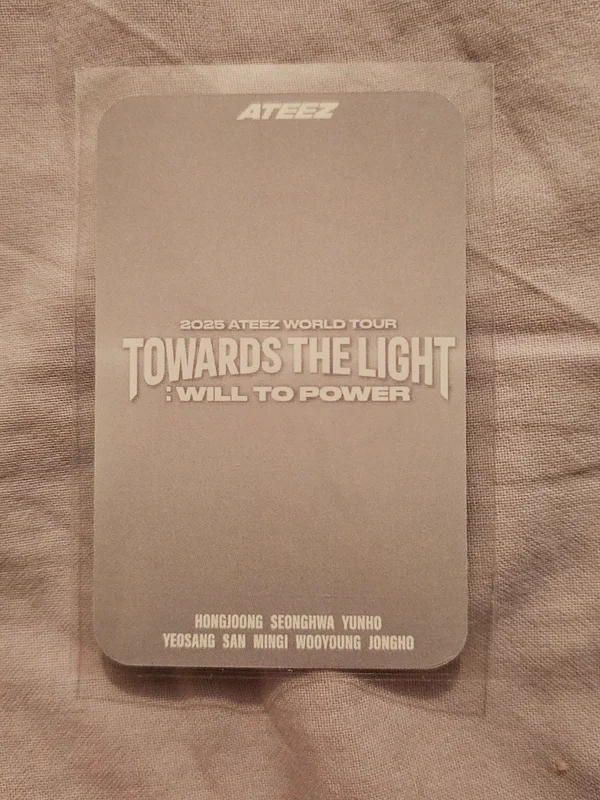 ATEEZ
2025 ATEEZ WORLD TOUR
TOWARDS THE LIGHT
: WILL TO POWER
HONGJOONG SEONGHWA YUNHO
YEOSANG SAN MINGI WOOYOUNG JONGHO